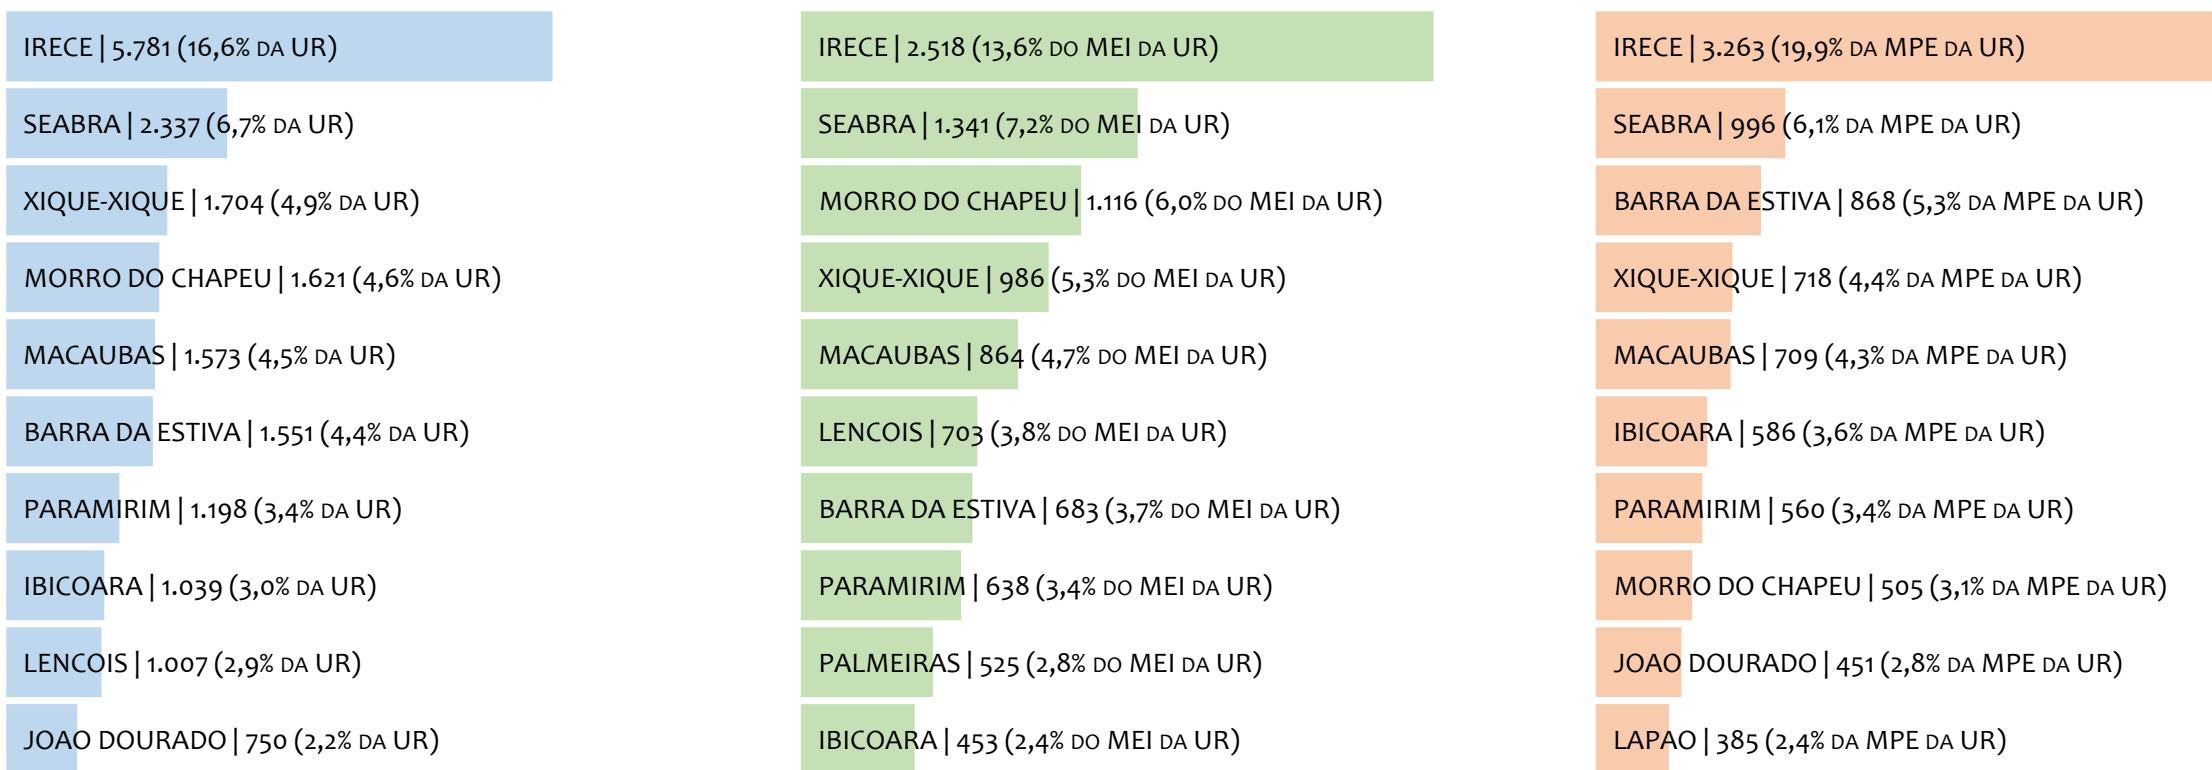 IRECE | 5.781 (16,6% DA UR)
SEABRA | 2.337 (6,7% DA UR)
XIQUE-XIQUE | 1.704 (4,9% DA UR)
MORRO DO CHAPEU | 1.621 (4,6% DA UR)
MACAUBAS | 1.573 (4,5% DA UR)
BARRA DA ESTIVA | 1.551 (4,4% DA UR)
PARAMIRIM | 1.198 (3,4% DA UR)
IBICOARA | 1.039 (3,0% DA UR)
LENCOIS | 1.007 (2,9% DA UR)
JOAO DOURADO | 750 (2,2% DA UR)
IRECE | 2.518 (13,6% DO MEI DA UR)
SEABRA | 1.341 (7,2% DO MEI DA UR)
MORRO DO CHAPEU | 1.116 (6,0% DO MEI DA UR)
XIQUE-XIQUE | 986 (5,3% DO MEI DA UR)
MACAUBAS | 864 (4,7% DO MEI DA UR)
LENCOIS | 703 (3,8% DO MEI DA UR)
BARRA DA ESTIVA | 683 (3,7% DO MEI DA UR)
PARAMIRIM | 638 (3,4% DO MEI DA UR)
PALMEIRAS | 525 (2,8% DO MEI DA UR)
IBICOARA | 453 (2,4% DO MEI DA UR)
IRECE | 3.263 (19,9% DA MPE DA UR)
SEABRA | 996 (6,1% DA MPE DA UR)
BARRA DA ESTIVA | 868 (5,3% DA MPE DA UR)
XIQUE-XIQUE | 718 (4,4% DA MPE DA UR)
MACAUBAS | 709 (4,3% DA MPE DA UR)
IBICOARA | 586 (3,6% DA MPE DA UR)
PARAMIRIM | 560 (3,4% DA MPE DA UR)
MORRO DO CHAPEU | 505 (3,1% DA MPE DA UR)
JOAO DOURADO | 451 (2,8% DA MPE DA UR)
LAPAO | 385 (2,4% DA MPE DA UR)